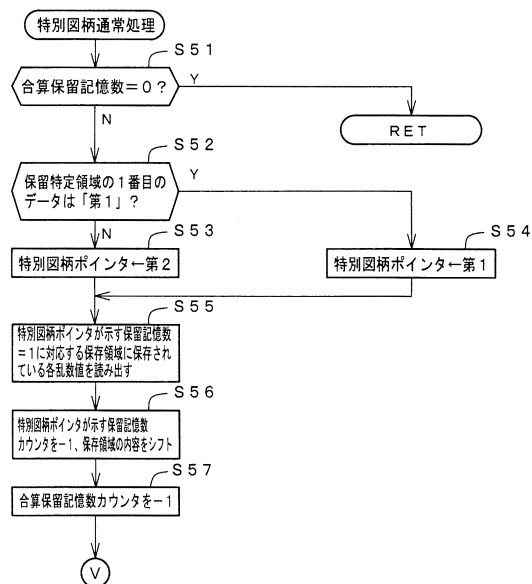 特別図柄通常処理
S51
合算保留記憶数=0?
Y
N
RET
S52
保留特定領域の1番目の
データは「第1」?
Y
N
S53
特別図柄ポインタ←第2
S54
特別図柄ポインタ←第1
S55
特別図柄ポインタが示す保留記憶数
=1に対応する保存領域に保存され
ている各乱数値を読み出す
S56
特別図柄ポインタが示す保留記憶数
カウンタを−1、保存領域の内容をシフト
S57
合算保留記憶数カウンタを−1
V